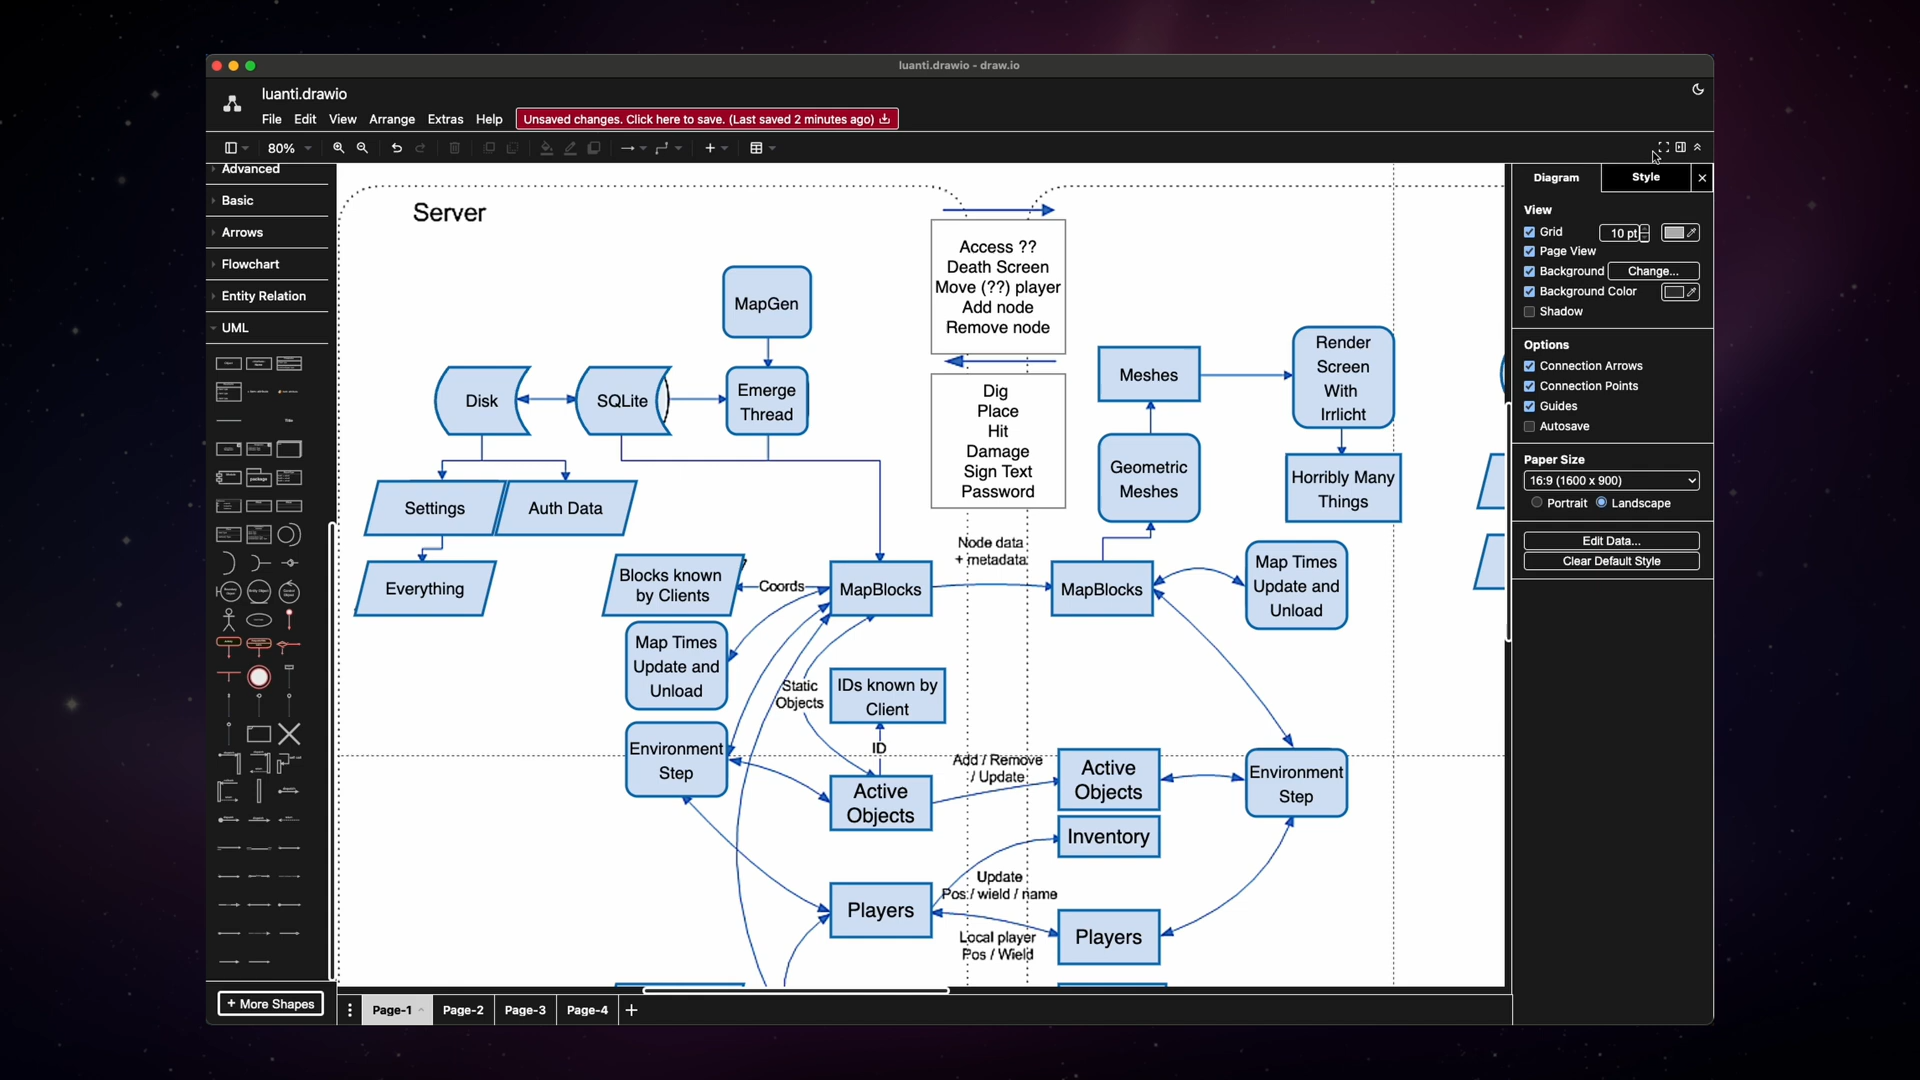 luanti.drawio - draw.io
luanti.drawio
File Edit View Arrange Extras Help
Unsaved changes. Click here to save. (Last saved 2 minutes ago)
80%
Advanced
Basic
Arrows
Flowchart
Entity Relation
UML
+ More Shapes
Server
MapGen
Disk
SQLite
Emerge
Thread
Settings
Auth Data
Everything
Blocks known
by Clients
Coords
MapBlocks
Map Times
Update and
Unload
Static
Objects
IDs known by
Client
ID
Environment
Step
Active
Objects
Players
Access ??
Death Screen
Move (??) player
Add node
Remove node
Dig
Place
Hit
Damage
Sign Text
Password
Node data
+ metadata
Add / Remove
/ Update
Update
Pos / wield / name
Local player
Pos / Wield
Meshes
Render
Screen
With
Irrlicht
Geometric
Meshes
Horribly Many
Things
MapBlocks
Map Times
Update and
Unload
Active
Objects
Inventory
Environment
Step
Players
Page-1 Page-2 Page-3 Page-4
Diagram Style
View
Grid 10 pt
Page View
Background Change...
Background Color
Shadow
Options
Connection Arrows
Connection Points
Guides
Autosave
Paper Size
16:9 (1600 x 900)
Portrait Landscape
Edit Data...
Clear Default Style